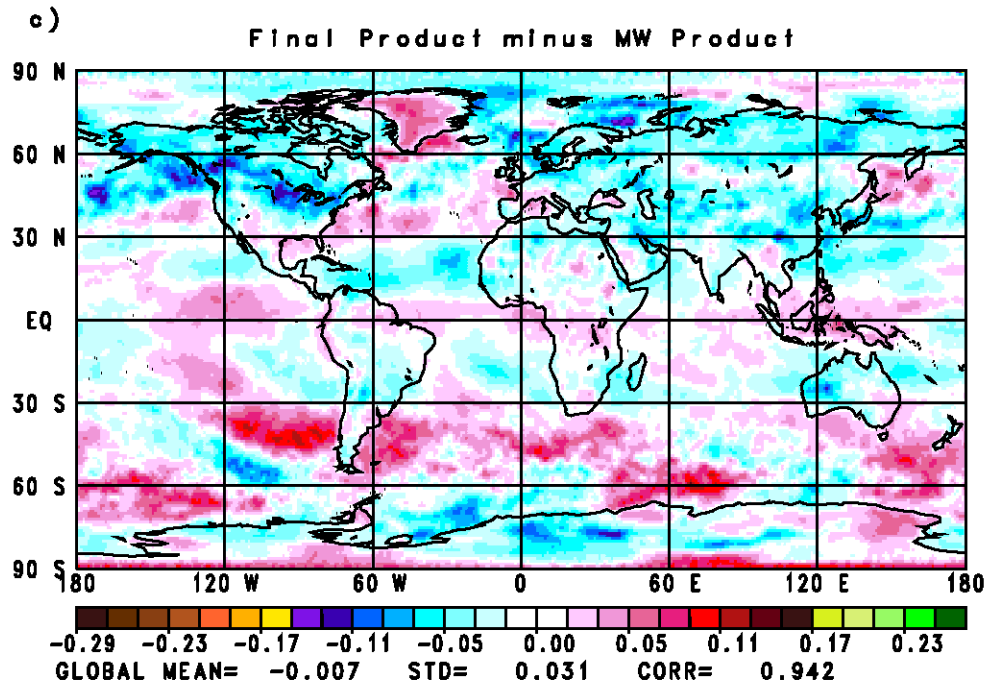 c)
Final Product minus MW Product
90 N
60 N
30 N
EQ
30 S
60 S
90 S
180 120 W 60 W 0 60 E 120 E 180
-0.29 -0.23 -0.17 -0.11 -0.05 0.00 0.05 0.11 0.17 0.23
GLOBAL MEAN= -0.007 STD= 0.031 CORR= 0.942